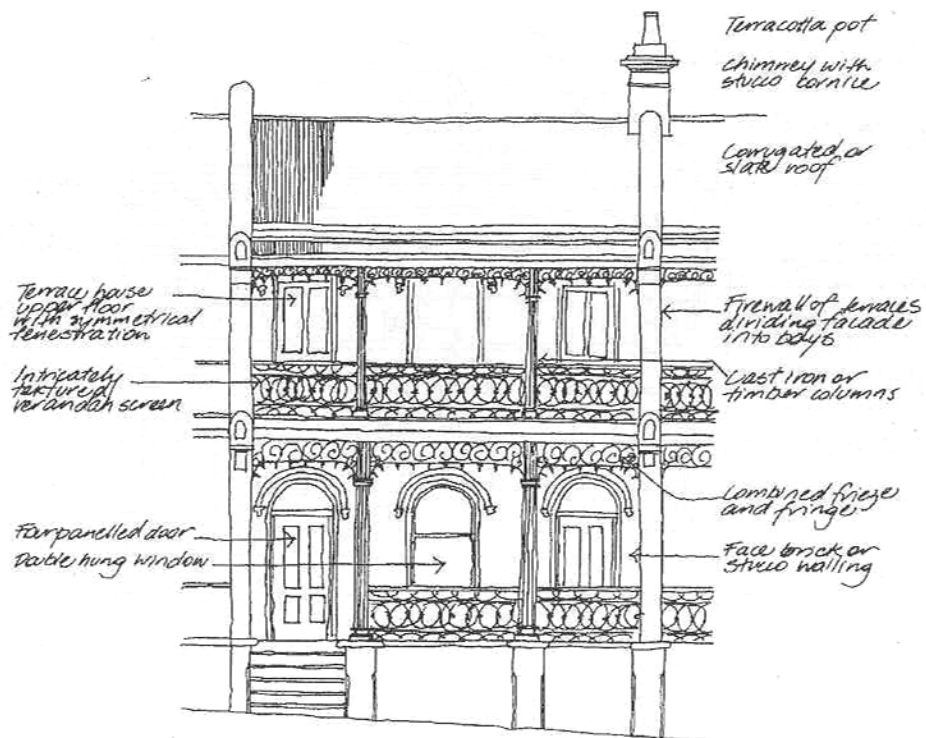 Terracotta pot
Chimney with
stucco cornice
Corrugated or
slate roof
Terrace house
upper floor
with symmetrical
fenestration
Intricately
textured
verandah screen
Firewall of terraces
dividing facade
into bays
Cast iron or
timber columns
Combined frieze
and fringe
Four panelled door
Double hung window
Face brick or
stucco walling